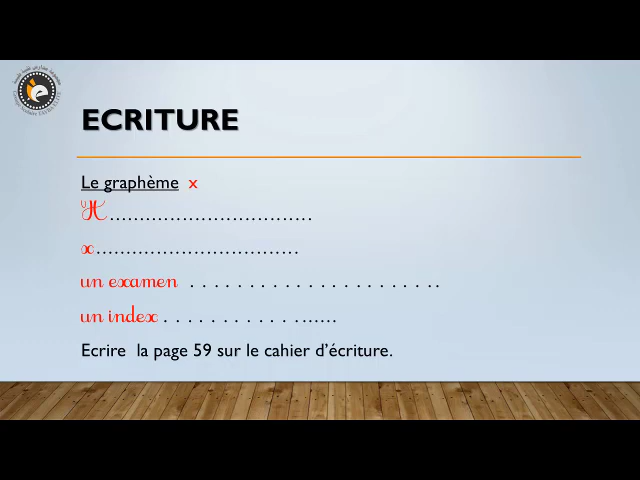 ECRITURE
Le graphème x
X................................
x................................
un examen . . . . . . . . . . . . . . . . . . . . . ..
un index . . . . . . . . . . . . ......
Ecrire la page 59 sur le cahier d’écriture.